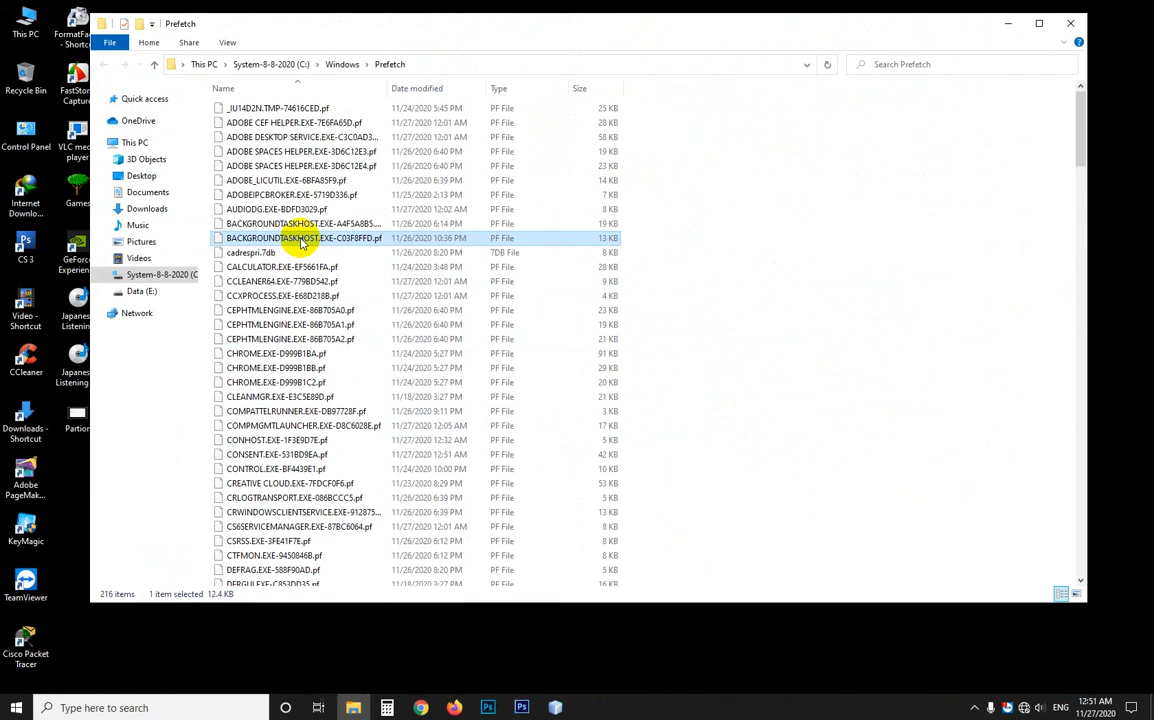 This PC
FormatFac...
- Shortcut
Recycle Bin
FastStone
Capture
Control Panel
VLC media
player
Internet
Downlo...
Games
CS 3
GeForce
Experience
Video -
Shortcut
Japanese
Listening
CCleaner
Japanese
Listening
Downloads -
Shortcut
Partion
Adobe
PageMak...
KeyMagic
TeamViewer
Cisco Packet
Tracer
Prefetch
File Home Share View
This PC > System-8-8-2020 (C:) > Windows > Prefetch
Search Prefetch
Quick access
OneDrive
This PC
3D Objects
Desktop
Documents
Downloads
Music
Pictures
Videos
System-8-8-2020 (C
Data (E:)
Network
Name Date modified Type Size
_IU14D2N.TMP-74616CED.pf 11/24/2020 5:45 PM PF File 25 KB
ADOBE CEF HELPER.EXE-7E6FA65D.pf 11/27/2020 12:01 AM PF File 28 KB
ADOBE DESKTOP SERVICE.EXE-C3C0AD3... 11/27/2020 12:01 AM PF File 58 KB
ADOBE SPACES HELPER.EXE-3D6C12E3.pf 11/26/2020 6:40 PM PF File 19 KB
ADOBE SPACES HELPER.EXE-3D6C12E4.pf 11/26/2020 6:40 PM PF File 23 KB
ADOBE_LICUTIL.EXE-6BFA85F9.pf 11/26/2020 6:39 PM PF File 14 KB
ADOBEIPCBROKER.EXE-5719D336.pf 11/25/2020 2:13 PM PF File 7 KB
AUDIODG.EXE-BDFD3029.pf 11/27/2020 12:02 AM PF File 8 KB
BACKGROUNDTASKHOST.EXE-A4F5A8B5.... 11/26/2020 6:14 PM PF File 19 KB
BACKGROUNDTASKHOST.EXE-C03F8FFD.pf 11/26/2020 10:36 PM PF File 13 KB
cadrespri.7db 11/26/2020 8:20 PM 7DB File 8 KB
CALCULATOR.EXE-EF5661FA.pf 11/24/2020 3:48 PM PF File 28 KB
CCLEANER64.EXE-779BD542.pf 11/27/2020 12:01 AM PF File 9 KB
CCXPROCESS.EXE-E68D218B.pf 11/27/2020 12:01 AM PF File 4 KB
CEPHTMLENGINE.EXE-86B705A0.pf 11/26/2020 6:40 PM PF File 23 KB
CEPHTMLENGINE.EXE-86B705A1.pf 11/26/2020 6:40 PM PF File 19 KB
CEPHTMLENGINE.EXE-86B705A2.pf 11/26/2020 6:40 PM PF File 21 KB
CHROME.EXE-D999B1BA.pf 11/24/2020 5:27 PM PF File 91 KB
CHROME.EXE-D999B1BB.pf 11/24/2020 5:27 PM PF File 29 KB
CHROME.EXE-D999B1C2.pf 11/24/2020 5:27 PM PF File 20 KB
CLEANMGR.EXE-E3C5E89D.pf 11/18/2020 3:27 PM PF File 21 KB
COMPATTELRUNNER.EXE-DB97728F.pf 11/26/2020 9:11 PM PF File 3 KB
COMPMGMTLAUNCHER.EXE-D8C6028E.pf 11/27/2020 12:05 AM PF File 17 KB
CONHOST.EXE-1F3E9D7E.pf 11/27/2020 12:32 AM PF File 5 KB
CONSENT.EXE-531BD9EA.pf 11/27/2020 12:51 AM PF File 42 KB
CONTROL.EXE-BF4439E1.pf 11/24/2020 10:00 PM PF File 10 KB
CREATIVE CLOUD.EXE-7FDCF0F6.pf 11/23/2020 8:29 PM PF File 53 KB
CRLOGTRANSPORT.EXE-086BCCC5.pf 11/26/2020 6:39 PM PF File 5 KB
CRWINDOWSCLIENTSERVICE.EXE-912875... 11/26/2020 6:39 PM PF File 13 KB
CS6SERVICEMANAGER.EXE-87BC6064.pf 11/27/2020 12:01 AM PF File 8 KB
CSRSS.EXE-3FE41F7E.pf 11/26/2020 6:12 PM PF File 8 KB
CTFMON.EXE-9450846B.pf 11/26/2020 6:12 PM PF File 8 KB
DEFRAG.EXE-588F90AD.pf 11/26/2020 8:20 PM PF File 5 KB
DFRGUI.EXE-C853DD35.pf 11/18/2020 3:27 PM PF File 16 KB
216 items 1 item selected 12.4 KB
Type here to search
ENG
12:51 AM
11/27/2020